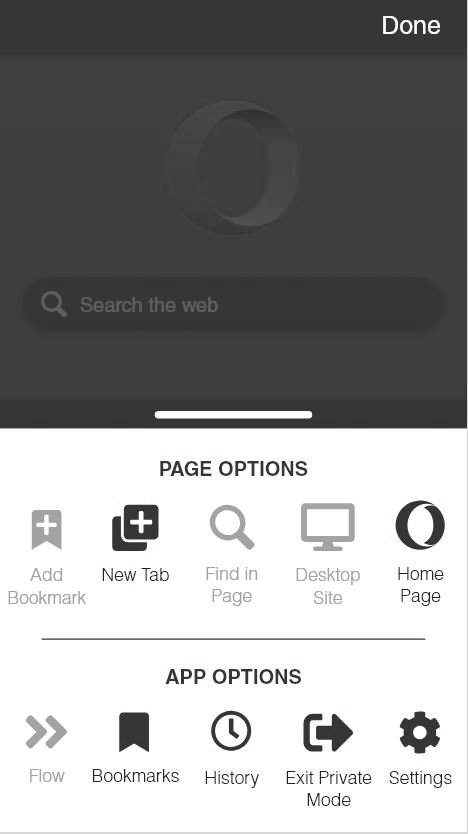 Done
Search the web
PAGE OPTIONS
Add
Bookmark
New Tab
Find in
Page
Desktop
Site
Home
Page
APP OPTIONS
Flow
Bookmarks
History
Exit Private
Mode
Settings